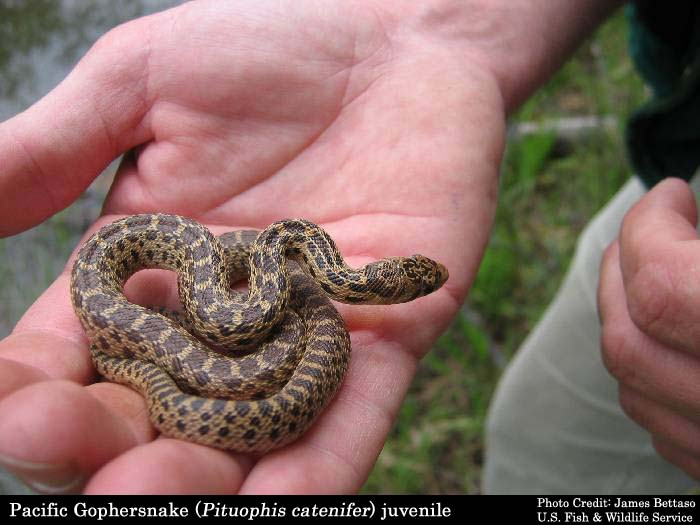 Pacific Gophersnake (Pituophis catenifer) juvenile
Photo Credit: James Bettaso
U.S. Fish & Wildlife Service